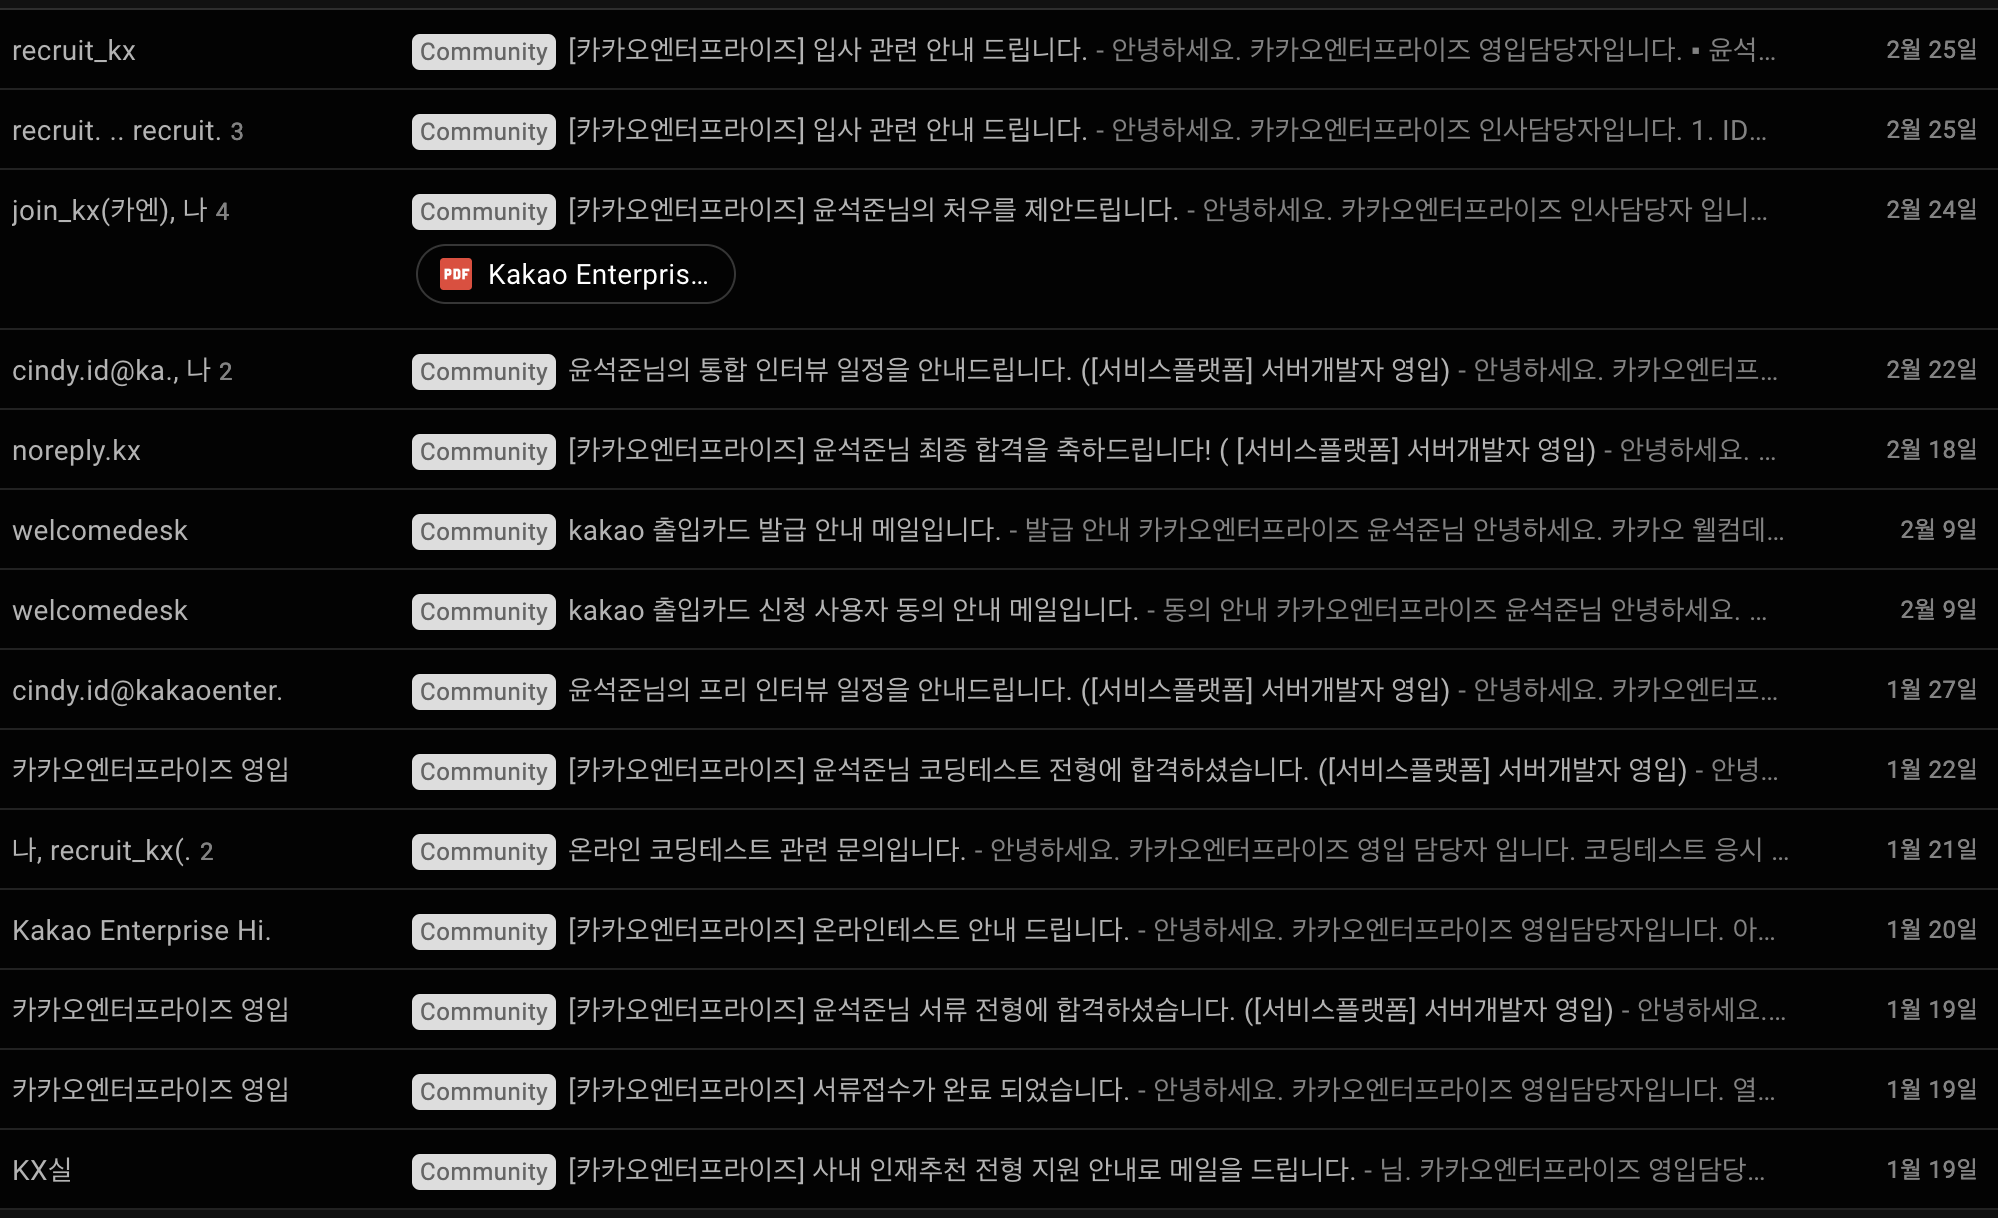 recruit_kx Community [카카오엔터프라이즈] 입사 관련 안내 드립니다. - 안녕하세요. 카카오엔터프라이즈 영입담당자입니다. ▪ 윤석... 2월 25일
recruit. .. recruit. 3 Community [카카오엔터프라이즈] 입사 관련 안내 드립니다. - 안녕하세요. 카카오엔터프라이즈 인사담당자입니다. 1. ID... 2월 25일
join_kx(카엔), 나 4 Community [카카오엔터프라이즈] 윤석준님의 처우를 제안드립니다. - 안녕하세요. 카카오엔터프라이즈 인사담당자 입니... 2월 24일
PDF Kakao Enterpris...
cindy.id@ka., 나 2 Community 윤석준님의 통합 인터뷰 일정을 안내드립니다. ([서비스플랫폼] 서버개발자 영입) - 안녕하세요. 카카오엔터프... 2월 22일
noreply.kx Community [카카오엔터프라이즈] 윤석준님 최종 합격을 축하드립니다! ( [서비스플랫폼] 서버개발자 영입) - 안녕하세요. ... 2월 18일
welcomedesk Community kakao 출입카드 발급 안내 메일입니다. - 발급 안내 카카오엔터프라이즈 윤석준님 안녕하세요. 카카오 웰컴데... 2월 9일
welcomedesk Community kakao 출입카드 신청 사용자 동의 안내 메일입니다. - 동의 안내 카카오엔터프라이즈 윤석준님 안녕하세요. ... 2월 9일
cindy.id@kakaoenter. Community 윤석준님의 프리 인터뷰 일정을 안내드립니다. ([서비스플랫폼] 서버개발자 영입) - 안녕하세요. 카카오엔터프... 1월 27일
카카오엔터프라이즈 영입 Community [카카오엔터프라이즈] 윤석준님 코딩테스트 전형에 합격하셨습니다. ([서비스플랫폼] 서버개발자 영입) - 안녕... 1월 22일
나, recruit_kx(. 2 Community 온라인 코딩테스트 관련 문의입니다. - 안녕하세요. 카카오엔터프라이즈 영입 담당자 입니다. 코딩테스트 응시 ... 1월 21일
Kakao Enterprise Hi. Community [카카오엔터프라이즈] 온라인테스트 안내 드립니다. - 안녕하세요. 카카오엔터프라이즈 영입담당자입니다. 아... 1월 20일
카카오엔터프라이즈 영입 Community [카카오엔터프라이즈] 윤석준님 서류 전형에 합격하셨습니다. ([서비스플랫폼] 서버개발자 영입) - 안녕하세요.... 1월 19일
카카오엔터프라이즈 영입 Community [카카오엔터프라이즈] 서류접수가 완료 되었습니다. - 안녕하세요. 카카오엔터프라이즈 영입담당자입니다. 열... 1월 19일
KX실 Community [카카오엔터프라이즈] 사내 인재추천 전형 지원 안내로 메일을 드립니다. - 님. 카카오엔터프라이즈 영입담당... 1월 19일